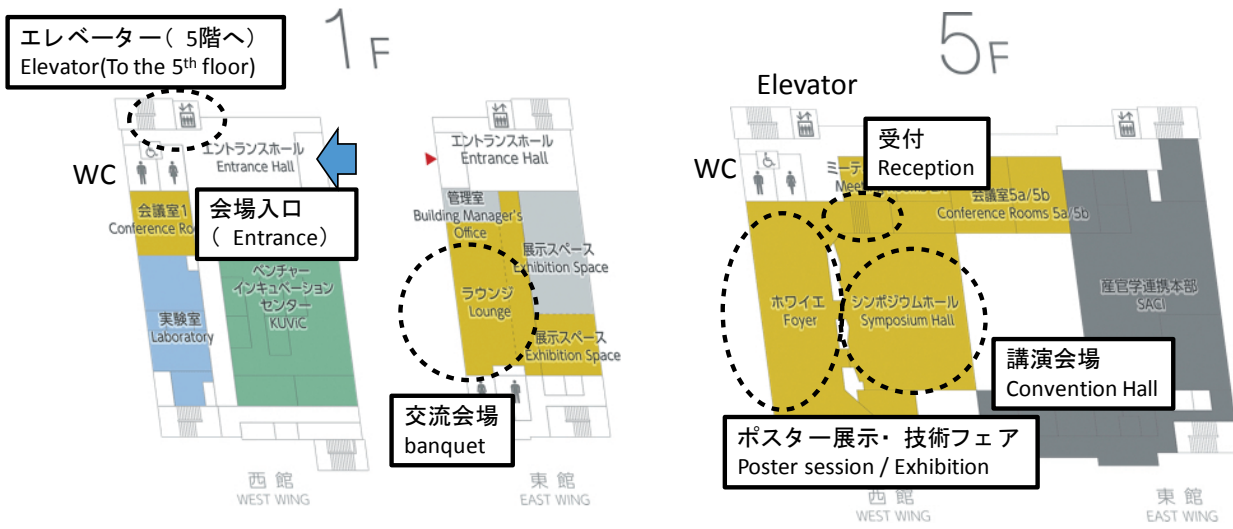 エレベーター( 5階へ)
Elevator(To the 5th floor)
1F
WC
エントランスホール
Entrance Hall
会場入口
( Entrance)
会議室1
Conference Roo
ベンチャー
インキュベーション
センター
KUViC
実験室
Laboratory
西館
WEST WING
エントランスホール
Entrance Hall
管理室
Building Manager's
Office
展示スペース
Exhibition Space
ラウンジ
Lounge
展示スペース
Exhibition Space
交流会場
banquet
東館
EAST WING
5F
Elevator
WC
受付
Reception
ミーテ
Mee
会議室5a/5b
Conference Rooms 5a/5b
ホワイエ
Foyer
シンポジウムホール
Symposium Hall
産官学連携本部
SACI
講演会場
Convention Hall
ポスター展示・技術フェア
Poster session / Exhibition
西館
WEST WING
東館
EAST WING